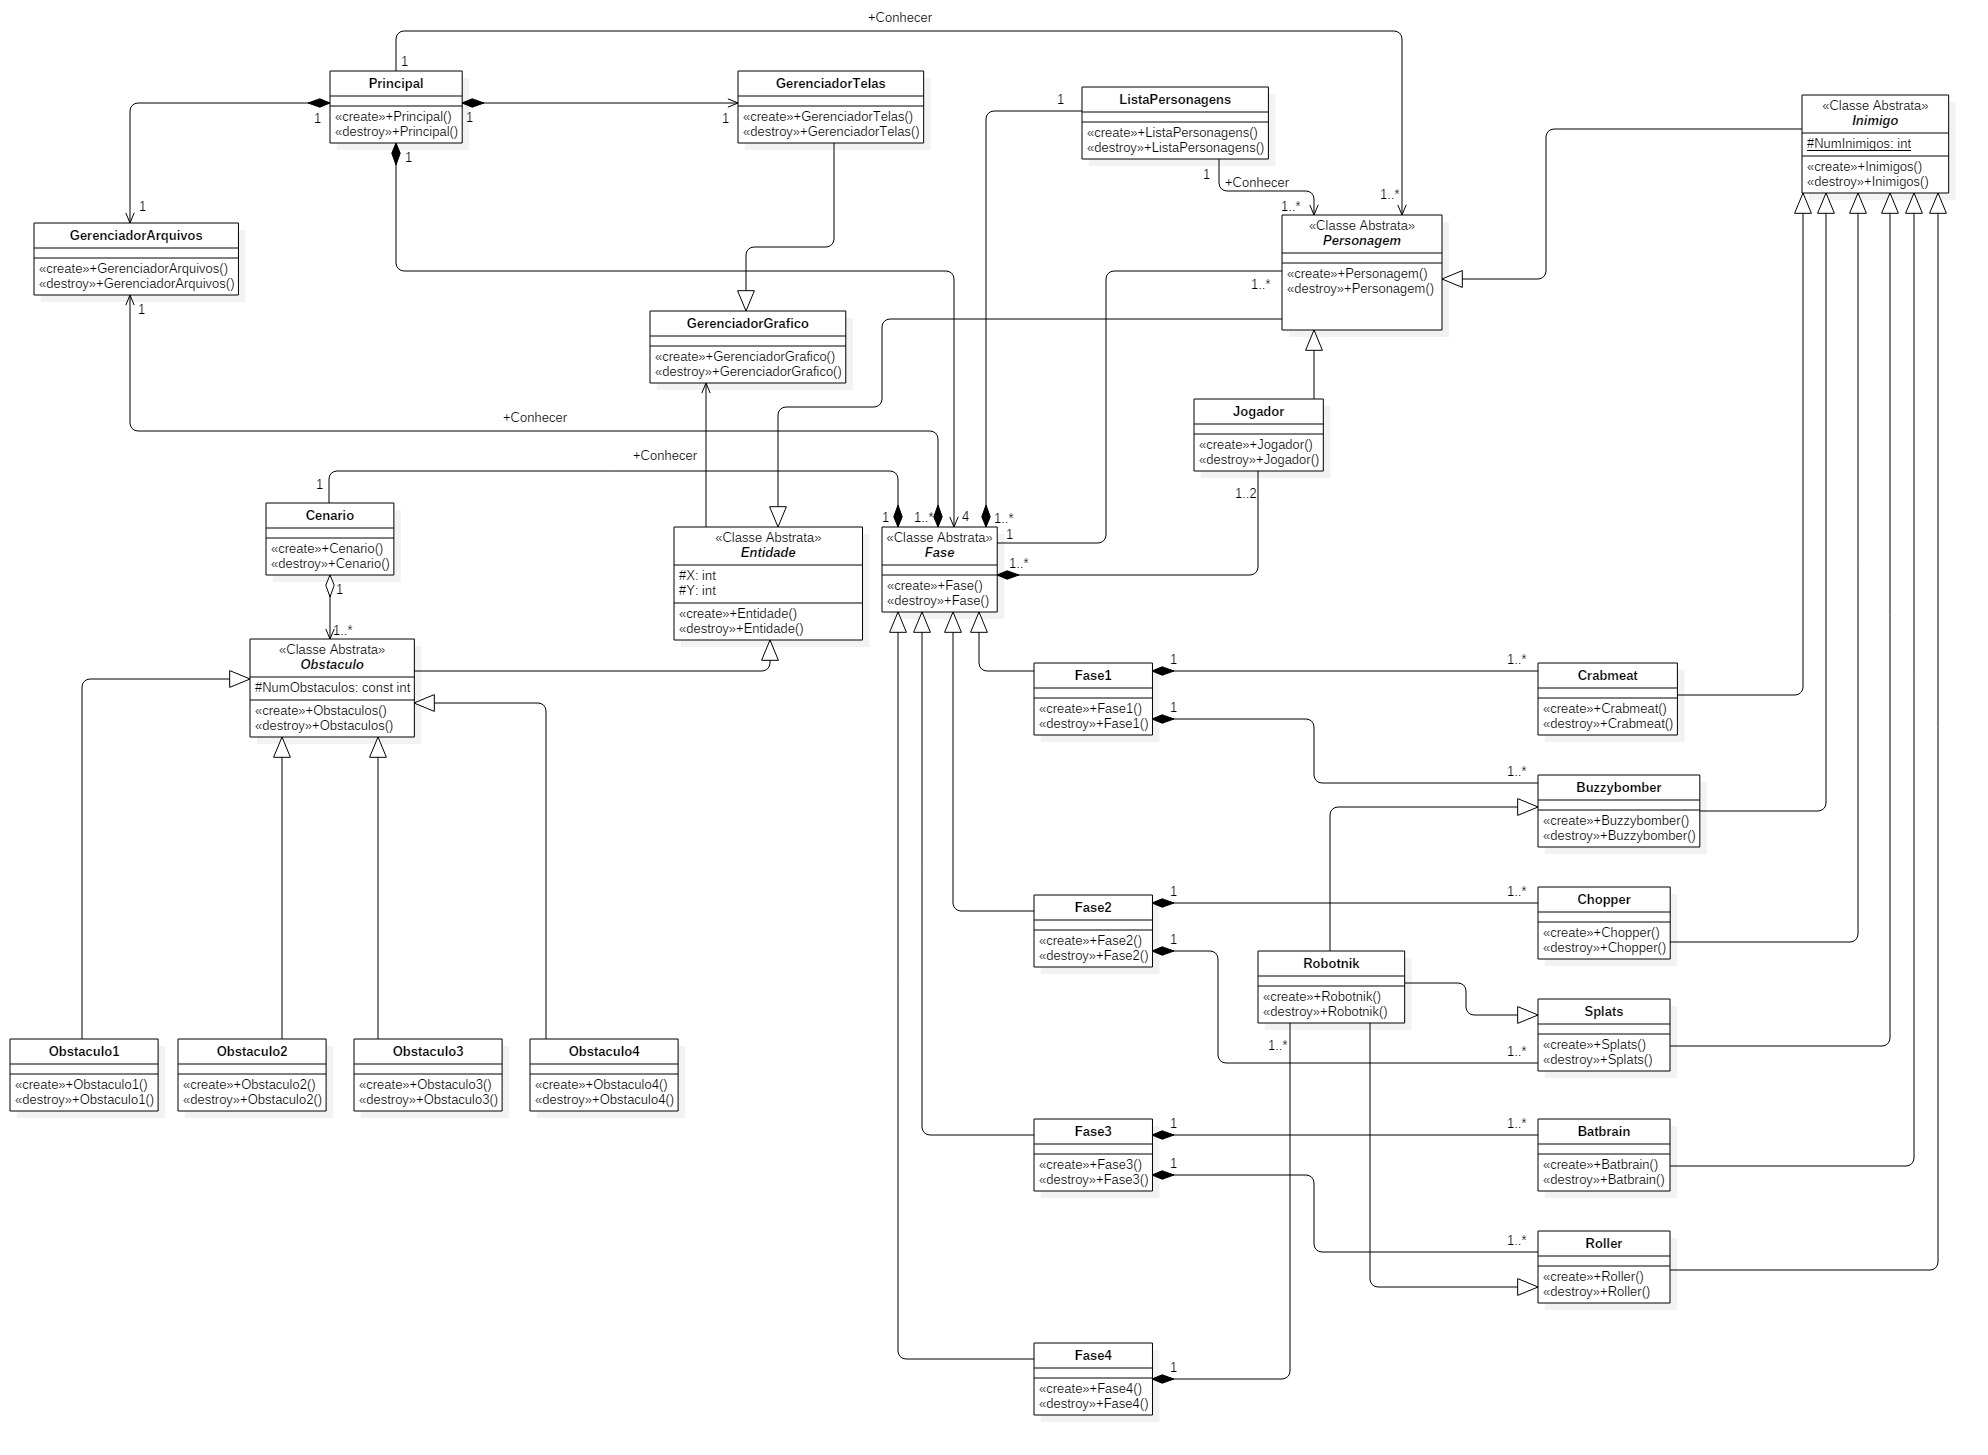 +Conhecer
1
Principal
«create»+Principal()
«destroy»+Principal()
1
1
1
GerenciadorTelas
«create»+GerenciadorTelas()
«destroy»+GerenciadorTelas()
1
ListaPersonagens
«create»+ListaPersonagens()
«destroy»+ListaPersonagens()
1
1
+Conhecer
1..*
1..*
«Classe Abstrata»
Inimigo
#NumInimigos: int
«create»+Inimigos()
«destroy»+Inimigos()
1
GerenciadorArquivos
«create»+GerenciadorArquivos()
«destroy»+GerenciadorArquivos()
1
«Classe Abstrata»
Personagem
«create»+Personagem()
«destroy»+Personagem()
1..*
GerenciadorGrafico
«create»+GerenciadorGrafico()
«destroy»+GerenciadorGrafico()
+Conhecer
+Conhecer
Jogador
«create»+Jogador()
«destroy»+Jogador()
1..2
1
Cenario
«create»+Cenario()
«destroy»+Cenario()
1
1..*
1
1..*
4
1..*
1
1..*
«Classe Abstrata»
Entidade
#X: int
#Y: int
«create»+Entidade()
«destroy»+Entidade()
«Classe Abstrata»
Fase
«create»+Fase()
«destroy»+Fase()
«Classe Abstrata»
Obstaculo
#NumObstaculos: const int
«create»+Obstaculos()
«destroy»+Obstaculos()
Fase1
«create»+Fase1()
«destroy»+Fase1()
1
1..*
1
1..*
Crabmeat
«create»+Crabmeat()
«destroy»+Crabmeat()
Buzzybomber
«create»+Buzzybomber()
«destroy»+Buzzybomber()
Fase2
«create»+Fase2()
«destroy»+Fase2()
1
1..*
1
1..*
Chopper
«create»+Chopper()
«destroy»+Chopper()
Robotnik
«create»+Robotnik()
«destroy»+Robotnik()
1..*
Splats
«create»+Splats()
«destroy»+Splats()
Obstaculo1
«create»+Obstaculo1()
«destroy»+Obstaculo1()
Obstaculo2
«create»+Obstaculo2()
«destroy»+Obstaculo2()
Obstaculo3
«create»+Obstaculo3()
«destroy»+Obstaculo3()
Obstaculo4
«create»+Obstaculo4()
«destroy»+Obstaculo4()
Fase3
«create»+Fase3()
«destroy»+Fase3()
1
1..*
1
1..*
Batbrain
«create»+Batbrain()
«destroy»+Batbrain()
Roller
«create»+Roller()
«destroy»+Roller()
Fase4
«create»+Fase4()
«destroy»+Fase4()
1